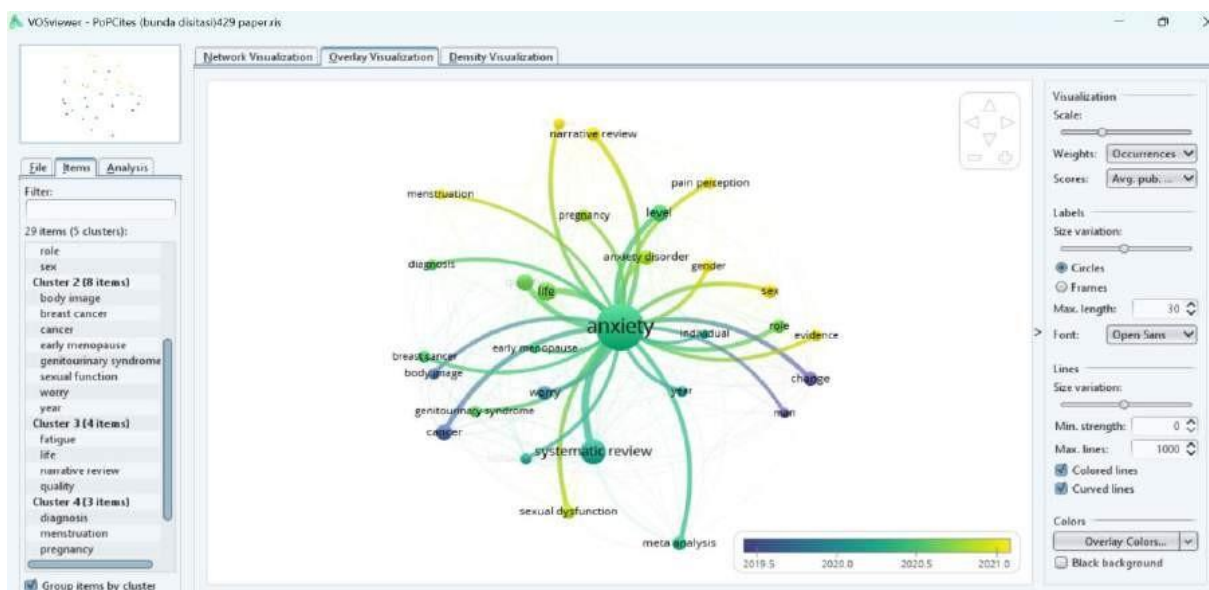 VOSviewer - PoPCites (bunda disitasi)429 paper.ris
Network Visualization Overlay Visualization Density Visualization
File Items Analysis
Filter:
29 items (5 clusters):
role
sex
Cluster 2 (8 items)
body image
breast cancer
cancer
early menopause
genitourinary syndrome
sexual function
worry
year
Cluster 3 (4 items)
fatigue
life
narrative review
quality
Cluster 4 (3 items)
diagnosis
menstruation
pregnancy
Group items by cluster
narrative review
pain perception
menstruation
pregnancy
level
anxiety disorder
gender
diagnosis
life
sex
anxiety
individual
role
evidence
early menopause
breast cancer
body image
change
worry
year
man
genitourinary syndrome
cancer
systematic review
sexual dysfunction
meta analysis
2019.5 2020.0 2020.5 2021.0
>
Visualization
Scale:
Weights: Occurrences
Scores: Avg. pub. ...
Labels
Size variation:
Circles
Frames
Max. length: 30
Font: Open Sans
Lines
Size variation:
Min. strength: 0
Max. lines: 1000
Colored lines
Curved lines
Colors
Overlay Colors...
Black background